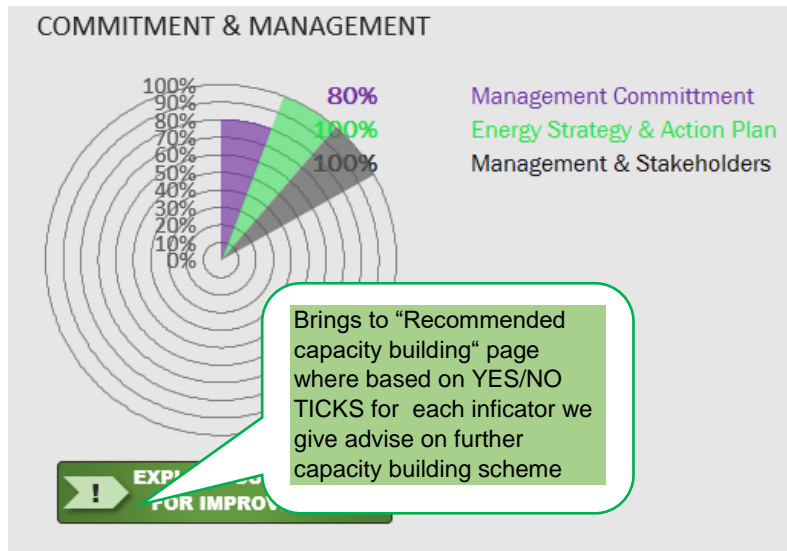 COMMITMENT & MANAGEMENT
100%
90%
80%
70%
60%
50%
40%
30%
20%
10%
0%
80% Management Committment
100% Energy Strategy & Action Plan
100% Management & Stakeholders
Brings to “Recommended
capacity building“ page
where based on YES/NO
TICKS for each inficator we
give advise on further
capacity building scheme
!
FOR